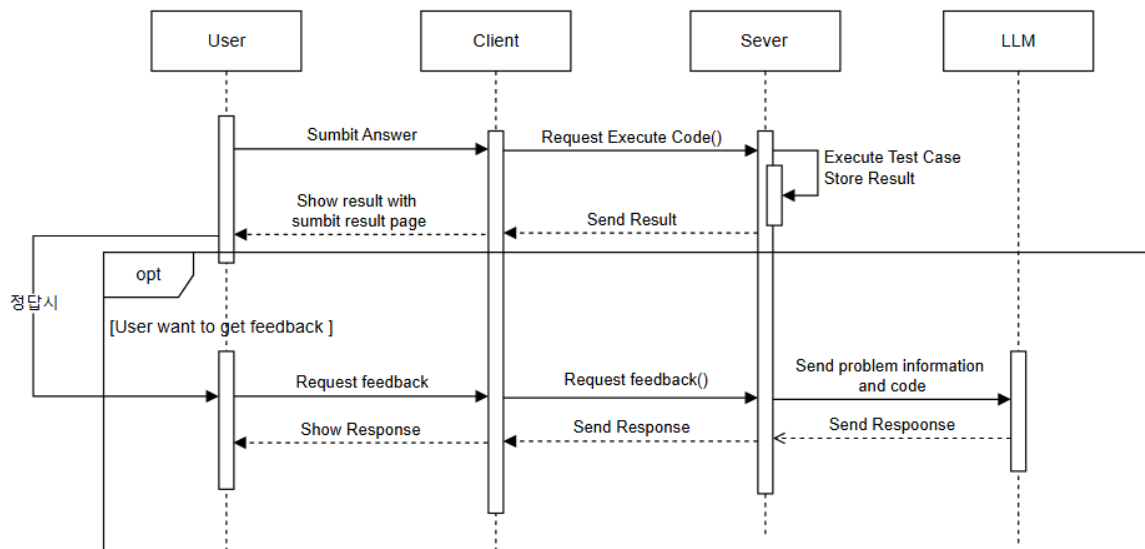 User
Client
Sever
LLM
Sumbit Answer
Request Execute Code()
Execute Test Case
Store Result
Show result with
sumbit result page
Send Result
opt
정답시
[User want to get feedback ]
Request feedback
Request feedback()
Send problem information
and code
Show Response
Send Response
Send Respoonse